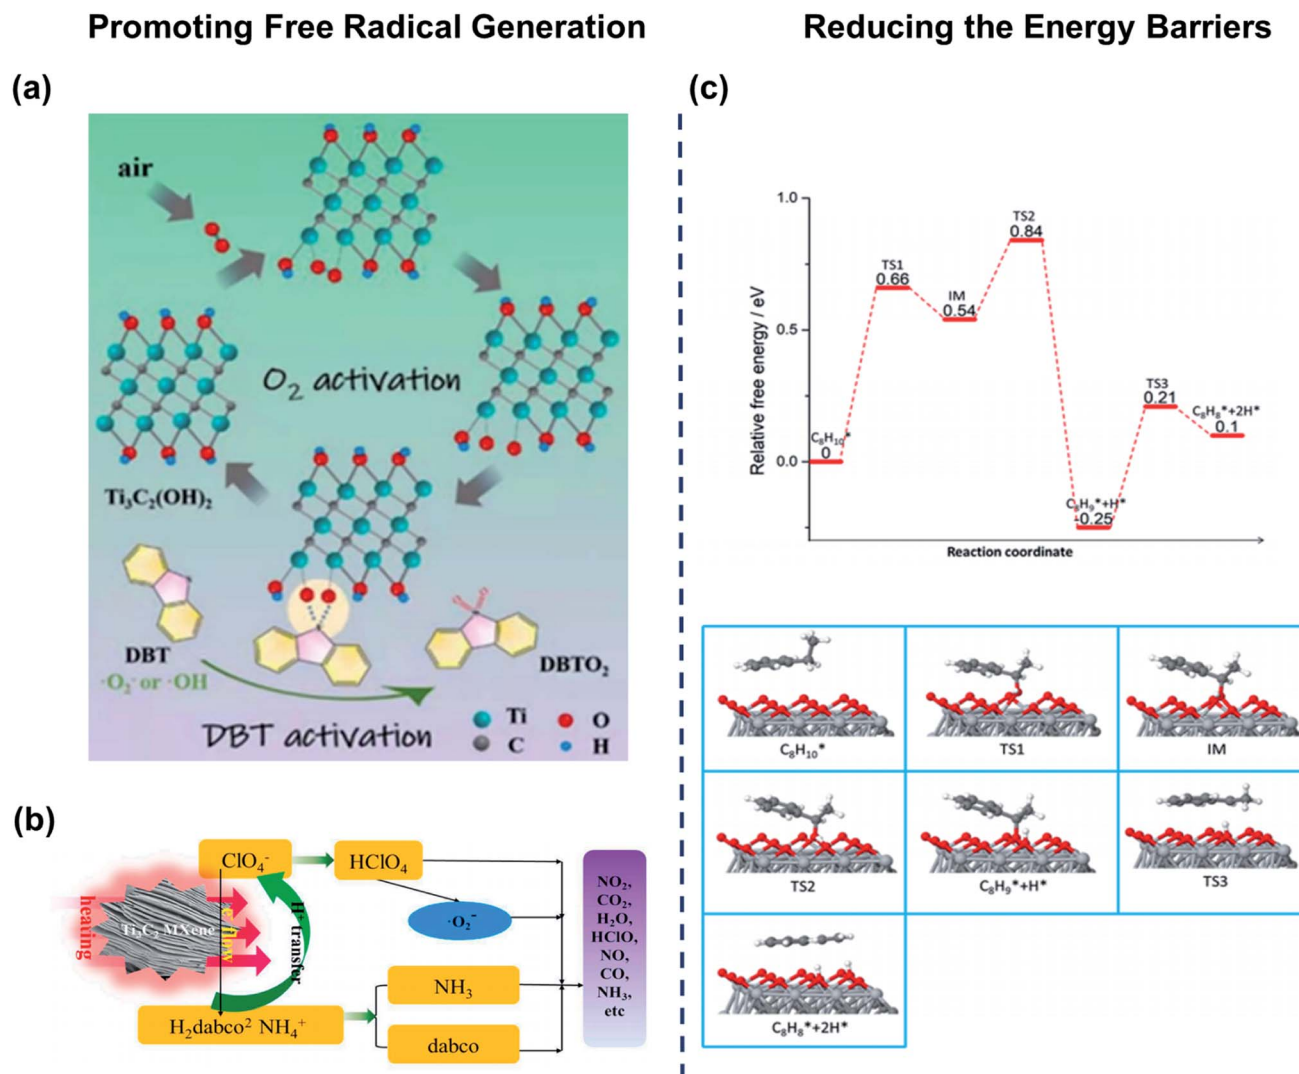 Promoting Free Radical Generation
Reducing the Energy Barriers
(a)
air
O₂ activation
Ti₃C₂(OH)₂
DBT
·O₂⁻ or ·OH
DBTO₂
DBT activation
Ti
O
C
H
(b)
heating
Ti₃C₂ MXene
e⁻ flow
H⁺ transfer
ClO₄⁻
HClO₄
·O₂⁻
H₂dabco² NH₄⁺
NH₃
dabco
NO₂,
CO₂,
H₂O,
HClO,
NO,
CO,
NH₃,
etc
(c)
Relative free energy / eV
1.0
0.5
0.0
C₈H₁₀*
0
TS1
0.66
IM
0.54
TS2
0.84
C₈H₉*+H*
-0.25
TS3
0.21
C₈H₈*+2H*
0.1
Reaction coordinate
C₈H₁₀*
TS1
IM
TS2
C₈H₉*+H*
TS3
C₈H₈*+2H*